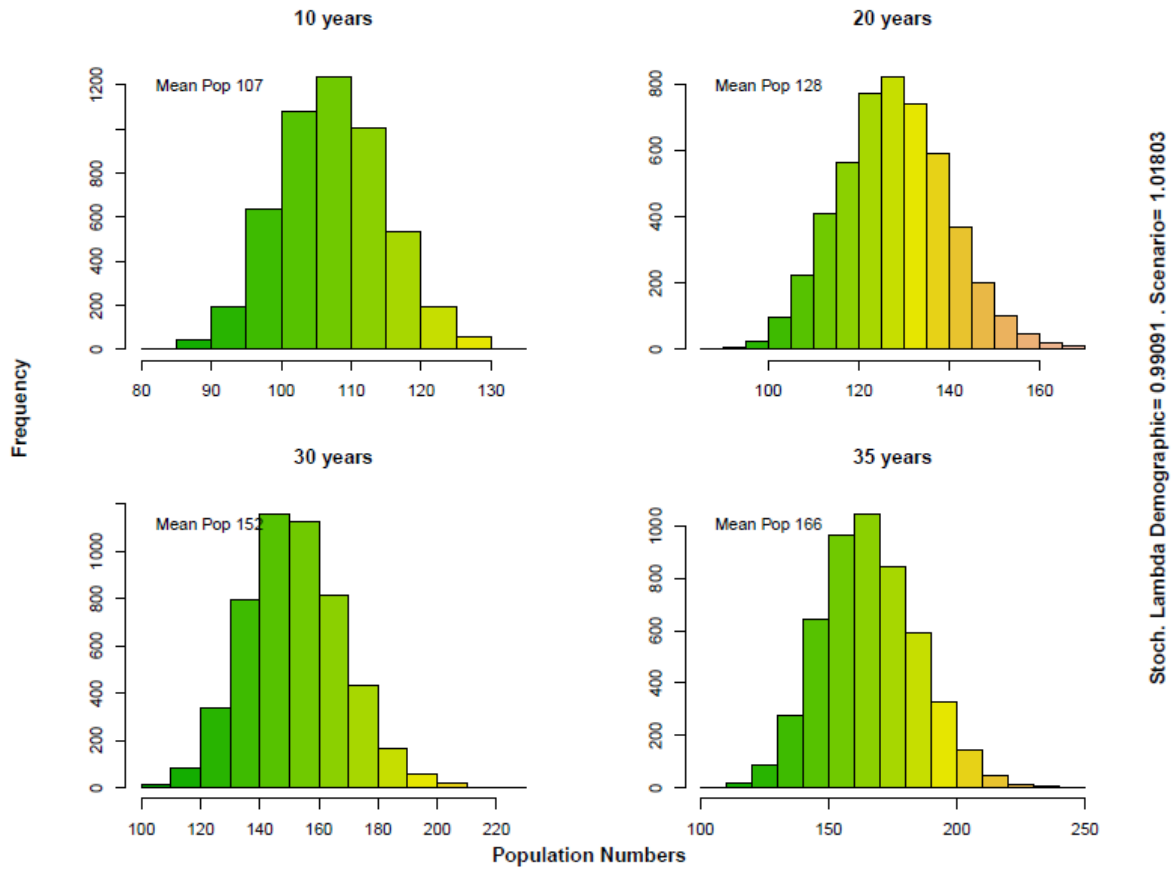 10 years
20 years
Mean Pop 107
Mean Pop 128
0 200 400 600 800 1200
80 90 100 110 120 130
0 200 400 600 800
100 120 140 160
30 years
35 years
Mean Pop 152
Mean Pop 166
0 200 400 600 800 1000
100 120 140 160 180 200 220
0 200 400 600 800 1000
100 150 200 250
Frequency
Population Numbers
Stoch. Lambda Demographic= 0.99091 . Scenario= 1.01803